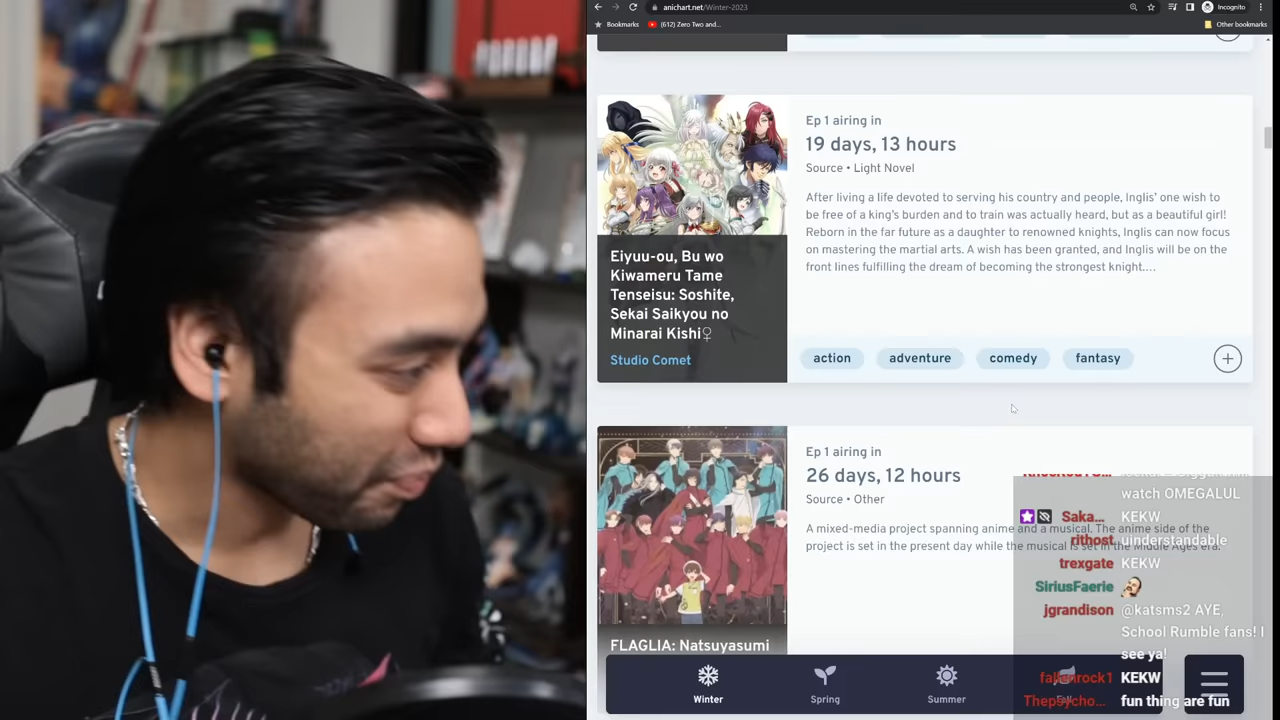 anichart.net/Winter-2023
Incognito
Bookmarks
(612) Zero Two and...
Other bookmarks
Ep 1 airing in
19 days, 13 hours
Source • Light Novel
After living a life devoted to serving his country and people, Inglis' one wish to
be free of a king's burden and to train was actually heard, but as a beautiful girl!
Reborn in the far future as a daughter to renowned knights, Inglis can now focus
on mastering the martial arts. A wish has been granted, and Inglis will be on the
front lines fulfilling the dream of becoming the strongest knight....
Eiyuu-ou, Bu wo
Kiwameru Tame
Tenseisu: Soshite,
Sekai Saikyou no
Minarai Kishi♀
Studio Comet
action adventure comedy fantasy
Ep 1 airing in
26 days, 12 hours
Source • Other
A mixed-media project spanning anime and a musical. The anime side of the
project is set in the present day while the musical is set in the Middle Ages era.
FLAGLIA: Natsuyasumi
watch OMEGALUL
Saka... KEKW
rithost uinderstandable
trexgate KEKW
SiriusFaerie
jgrandison @katsms2 AYE,
School Rumble fans! I
see ya!
fallenrock1 KEKW
Thepsycho... fun thing are fun
Winter
Spring
Summer
Fall